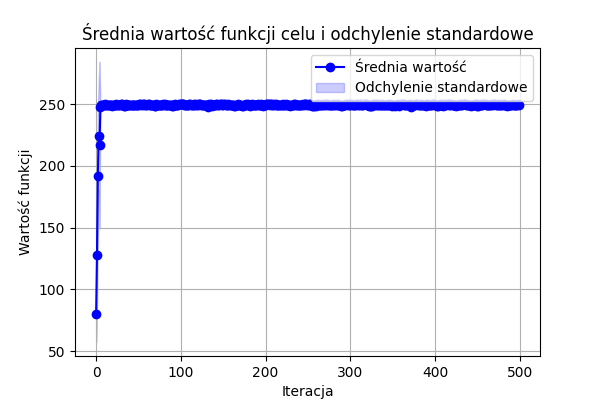 Średnia wartość funkcji celu i odchylenie standardowe
Średnia wartość
Odchylenie standardowe
Wartość funkcji
250
200
150
100
50
0 100 200 300 400 500
Iteracja